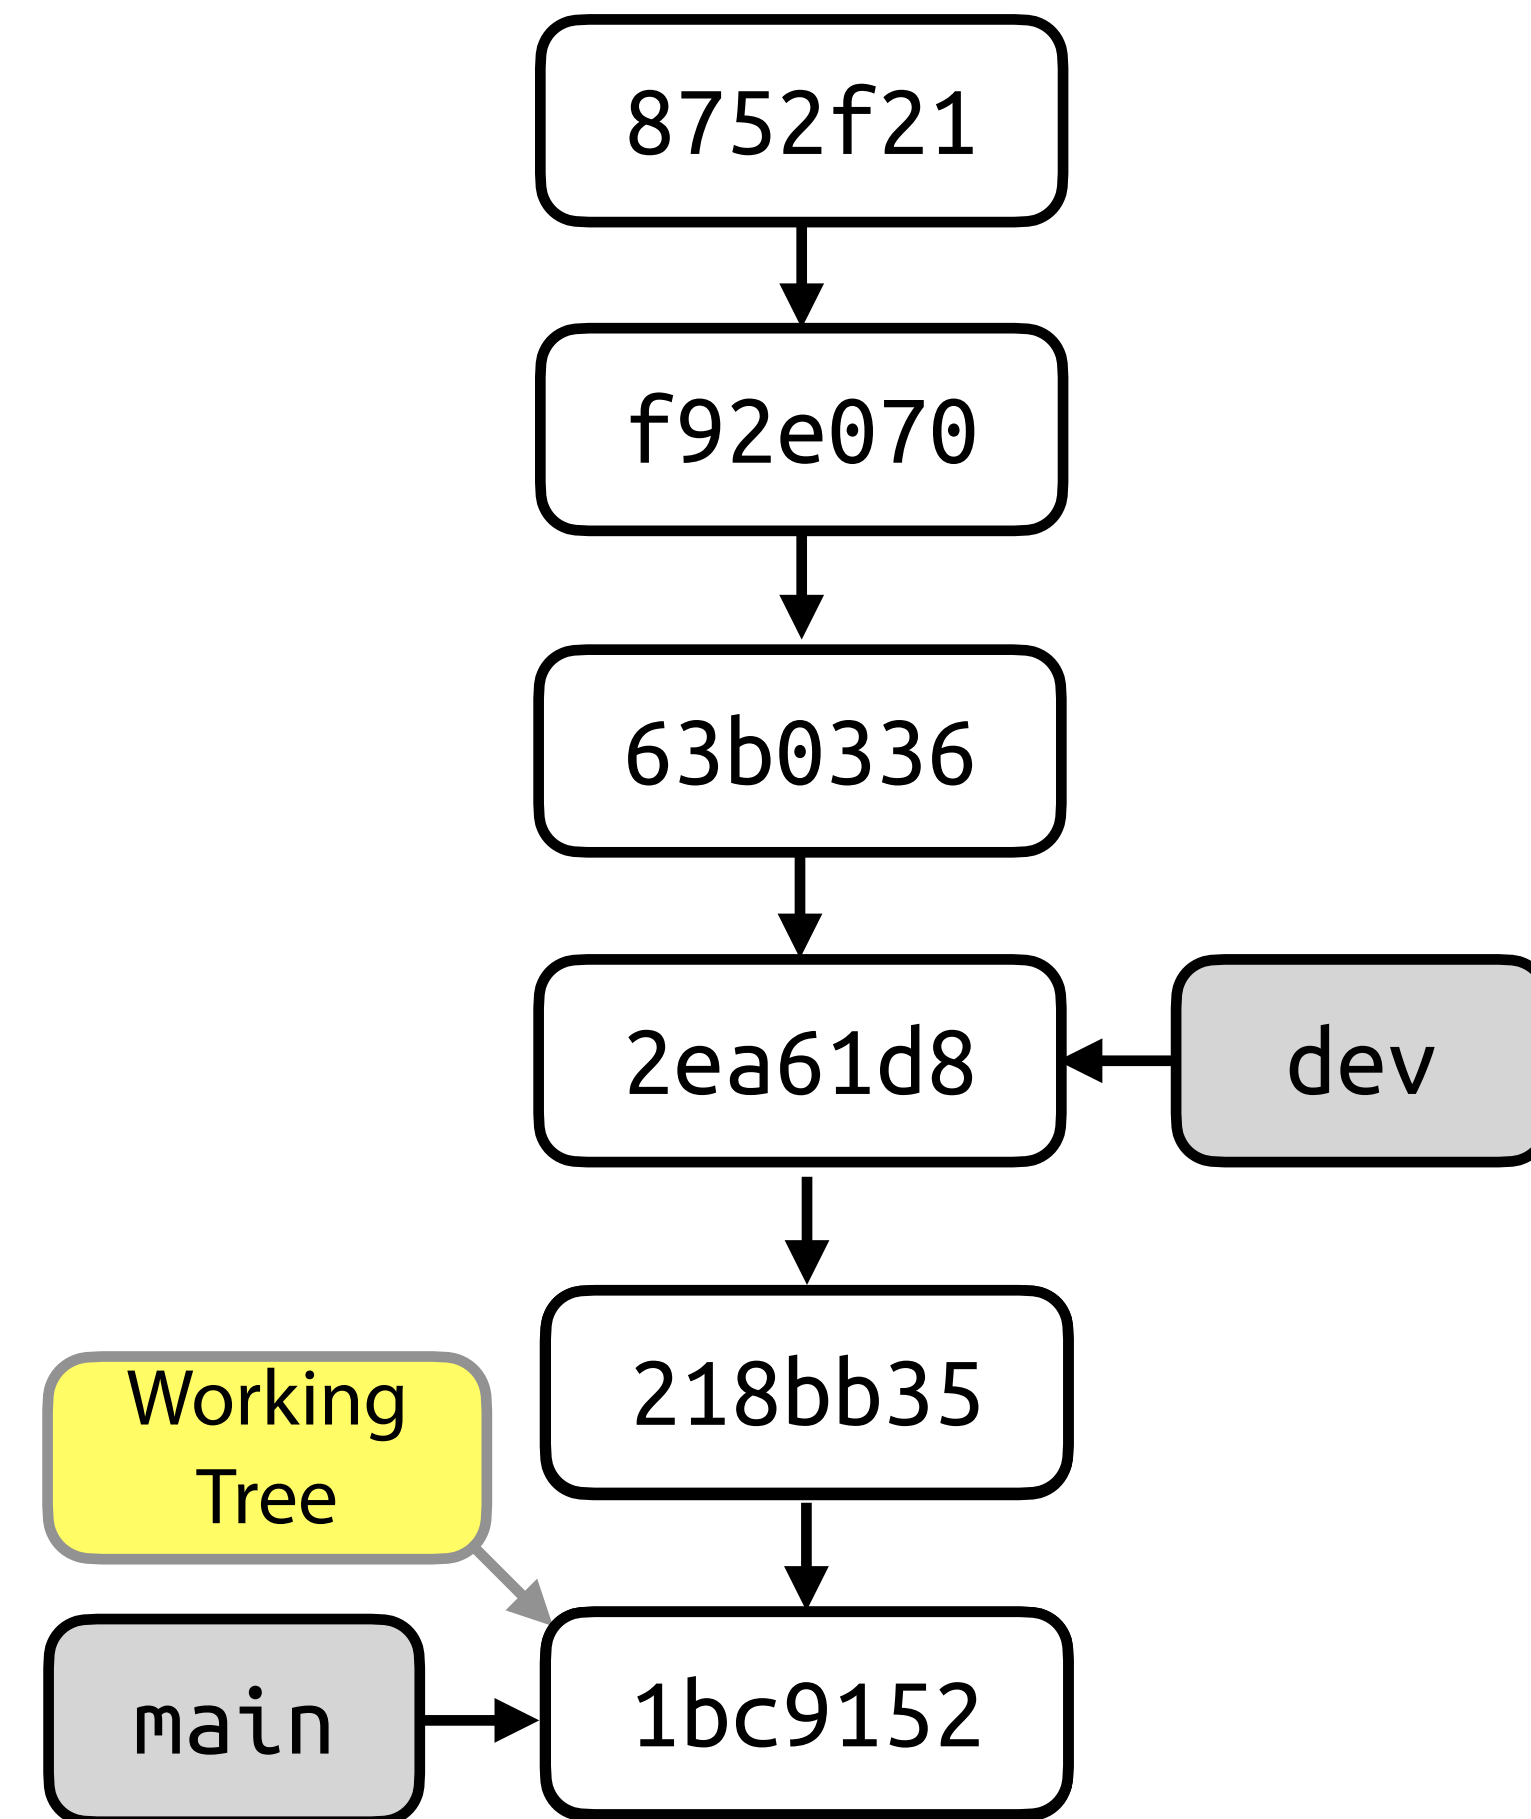 8752f21
f92e070
63b0336
2ea61d8
dev
218bb35
Working
Tree
main
1bc9152